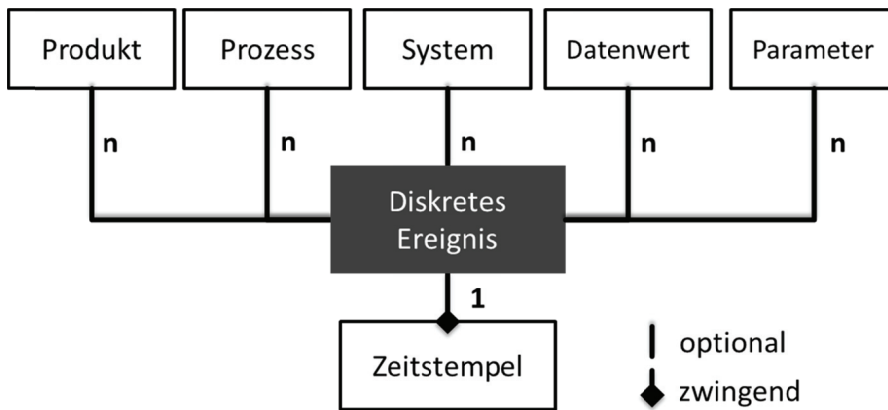 Produkt
Prozess
System
Datenwert
Parameter
n
n
n
n
n
Diskretes
Ereignis
1
Zeitstempel
optional
zwingend